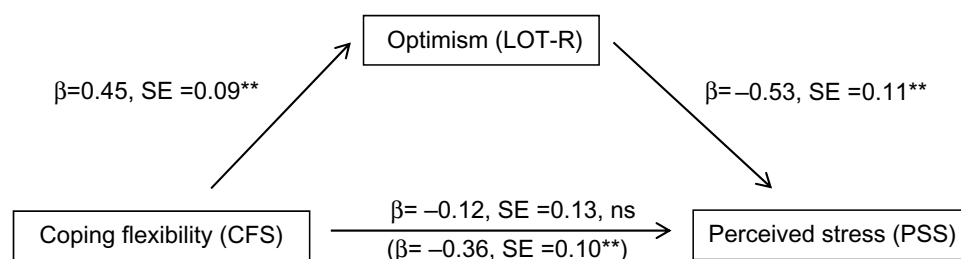 Optimism (LOT-R)
β=0.45, SE =0.09**
β= –0.53, SE =0.11**
β= –0.12, SE =0.13, ns
Coping flexibility (CFS)
(β= –0.36, SE =0.10**)
Perceived stress (PSS)